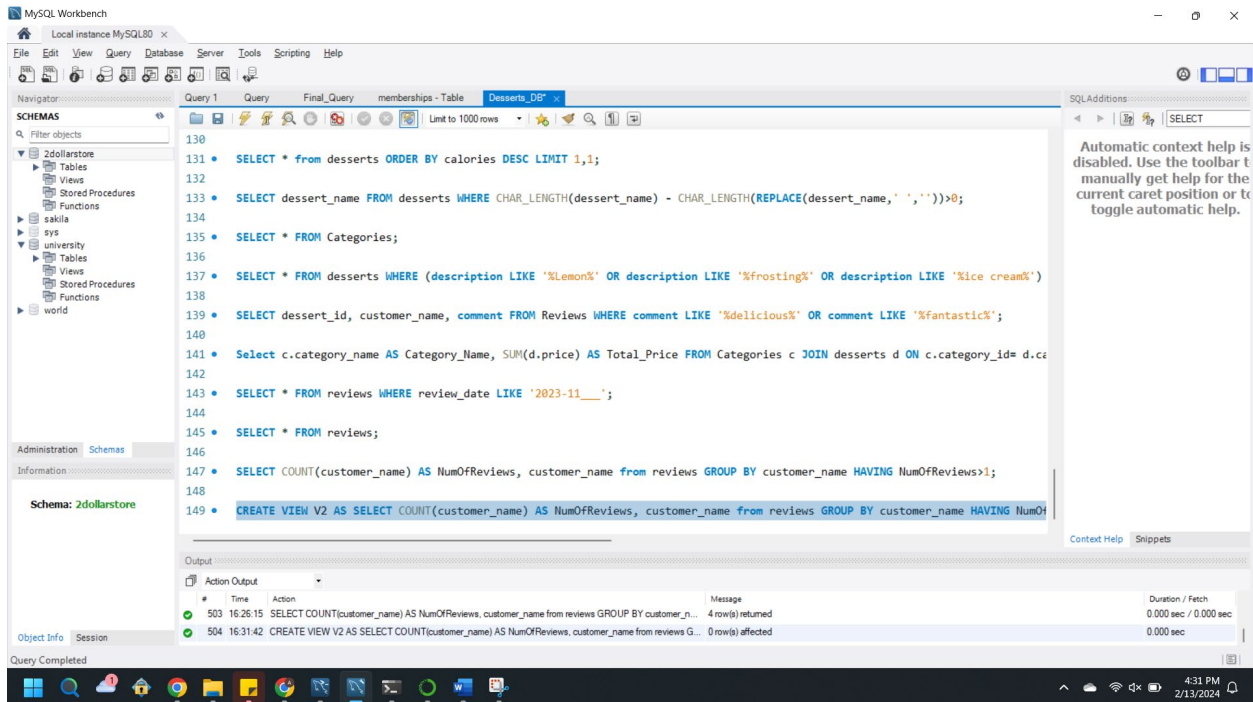 MySQL Workbench
Local instance MySQL80
File Edit View Query Database Server Tools Scripting Help
Navigator
SCHEMAS
Filter objects
2dollarstore
Tables
Views
Stored Procedures
Functions
sakila
sys
university
Tables
Views
Stored Procedures
Functions
world
Administration Schemas
Information
Schema: 2dollarstore
Object Info Session
Query 1 Query Final_Query memberships - Table Desserts_DB*
Limit to 1000 rows
130
131 SELECT * from desserts ORDER BY calories DESC LIMIT 1,1;
132
133 SELECT dessert_name FROM desserts WHERE CHAR_LENGTH(dessert_name) - CHAR_LENGTH(REPLACE(dessert_name,' ',''))>0;
134
135 SELECT * FROM Categories;
136
137 SELECT * FROM desserts WHERE (description LIKE '%Lemon%' OR description LIKE '%frosting%' OR description LIKE '%ice cream%')
138
139 SELECT dessert_id, customer_name, comment FROM Reviews WHERE comment LIKE '%delicious%' OR comment LIKE '%fantastic%';
140
141 Select c.category_name AS Category_Name, SUM(d.price) AS Total_Price FROM Categories c JOIN desserts d ON c.category_id= d.ca
142
143 SELECT * FROM reviews WHERE review_date LIKE '2023-11___';
144
145 SELECT * FROM reviews;
146
147 SELECT COUNT(customer_name) AS NumOfReviews, customer_name from reviews GROUP BY customer_name HAVING NumOfReviews>1;
148
149 CREATE VIEW V2 AS SELECT COUNT(customer_name) AS NumOfReviews, customer_name from reviews GROUP BY customer_name HAVING NumOf
SQLAdditions
SELECT
Automatic context help is
disabled. Use the toolbar t
manually get help for the
current caret position or to
toggle automatic help.
Context Help Snippets
Output
Action Output
# Time Action Message Duration / Fetch
503 16:26:15 SELECT COUNT(customer_name) AS NumOfReviews, customer_name from reviews GROUP BY customer_n... 4 row(s) returned 0.000 sec / 0.000 sec
504 16:31:42 CREATE VIEW V2 AS SELECT COUNT(customer_name) AS NumOfReviews, customer_name from reviews G... 0 row(s) affected 0.000 sec
Query Completed
1
4:31 PM
2/13/2024